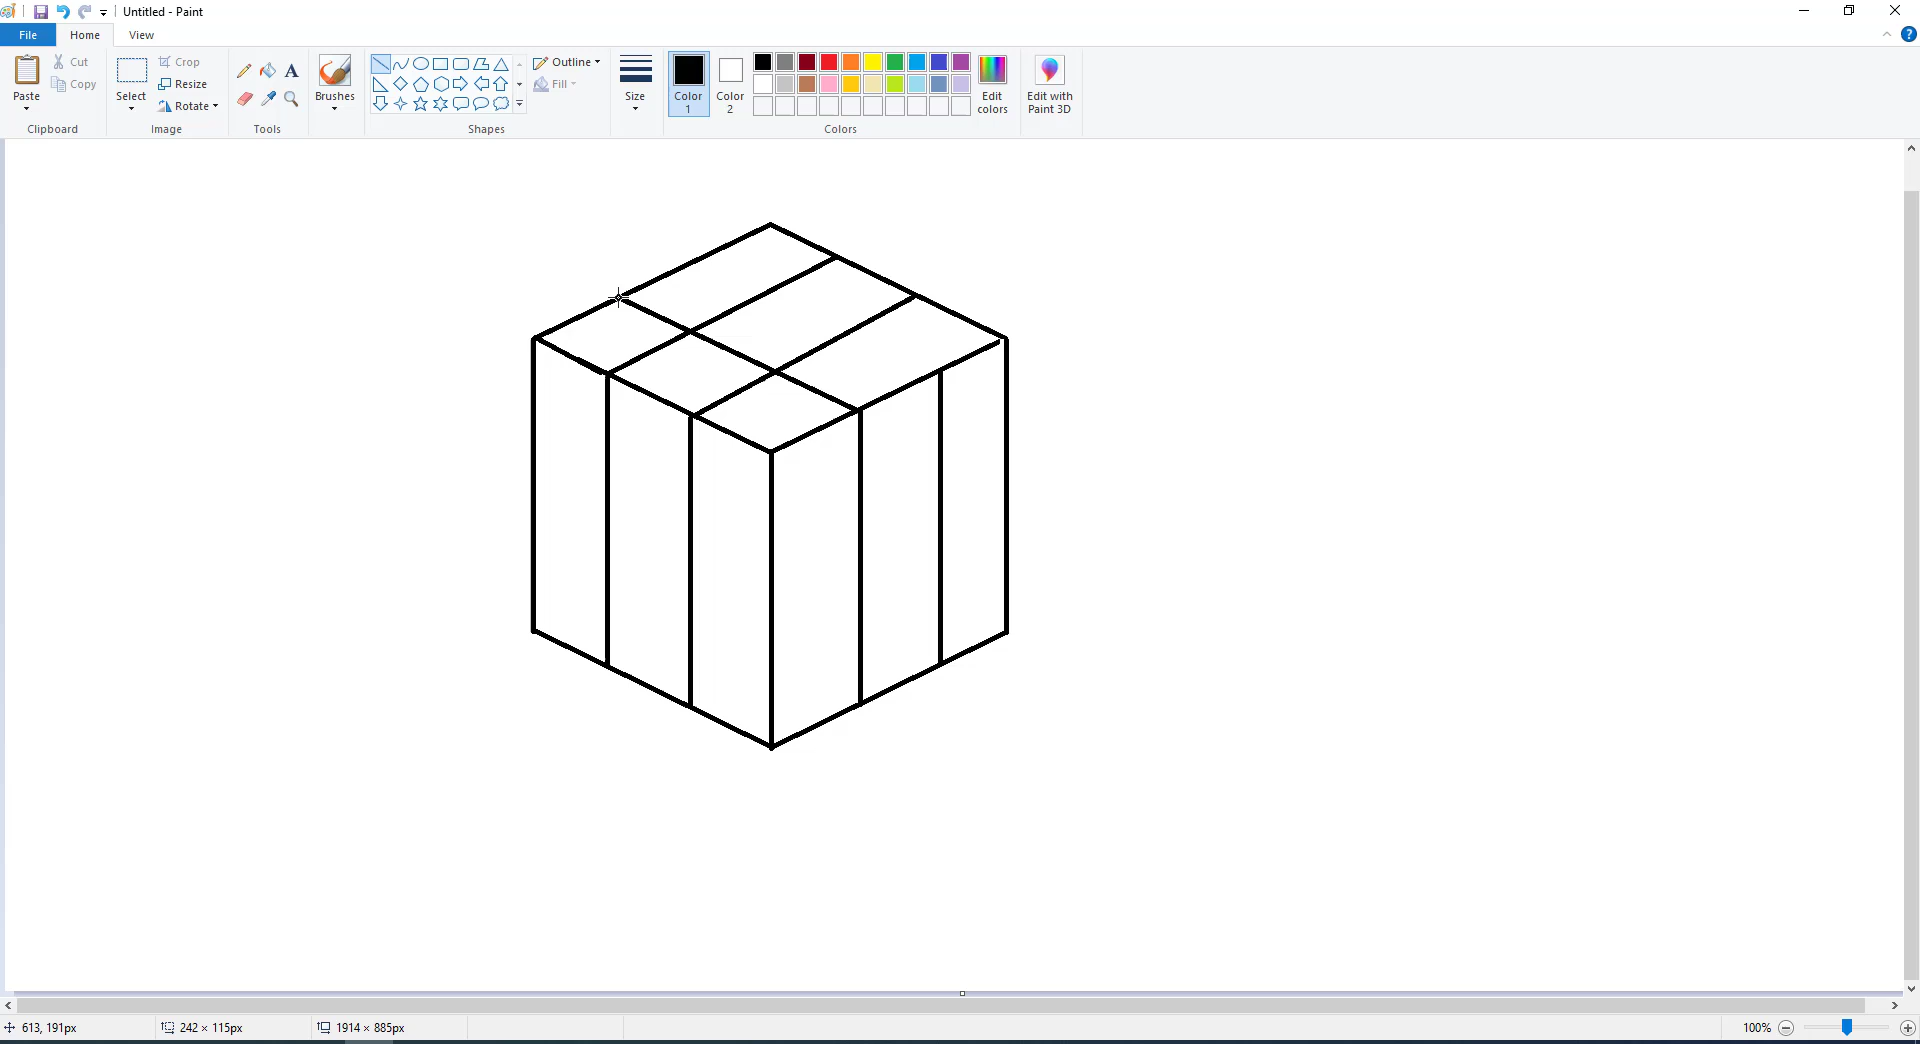 Untitled - Paint
File Home View
Paste
Cut
Copy
Clipboard
Select
Crop
Resize
Rotate
Image
Tools
Brushes
Shapes
Outline
Fill
Size
Color
1
Color
2
Colors
Edit
colors
Edit with
Paint 3D
613, 191px
242 × 115px
1914 × 885px
100%